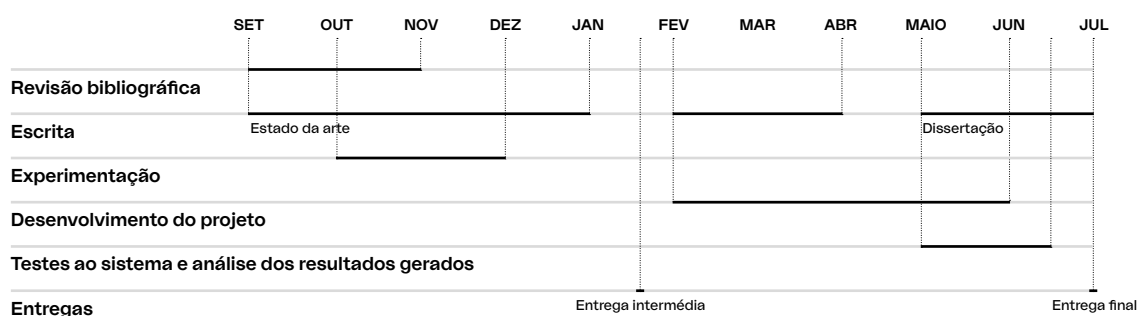 SET OUT NOV DEZ JAN FEV MAR ABR MAIO JUN JUL
Revisão bibliográfica
Escrita
Estado da arte
Dissertação
Experimentação
Desenvolvimento do projeto
Testes ao sistema e análise dos resultados gerados
Entregas
Entrega intermédia
Entrega final